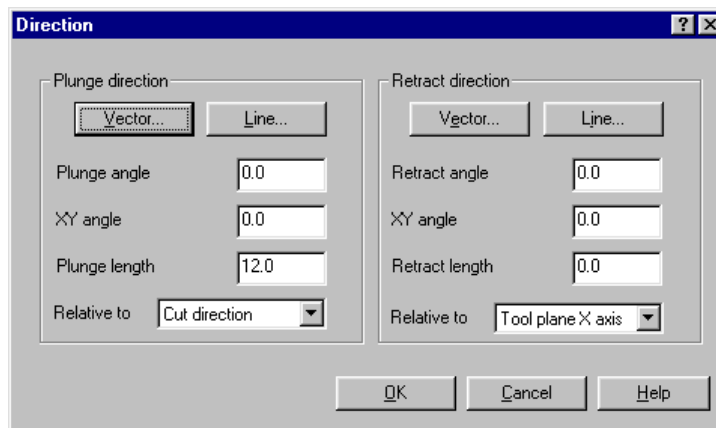 Direction
Plunge direction
Vector... Line...
Plunge angle 0.0
XY angle 0.0
Plunge length 12.0
Relative to Cut direction
Retract direction
Vector... Line...
Retract angle 0.0
XY angle 0.0
Retract length 0.0
Relative to Tool plane X axis
OK Cancel Help